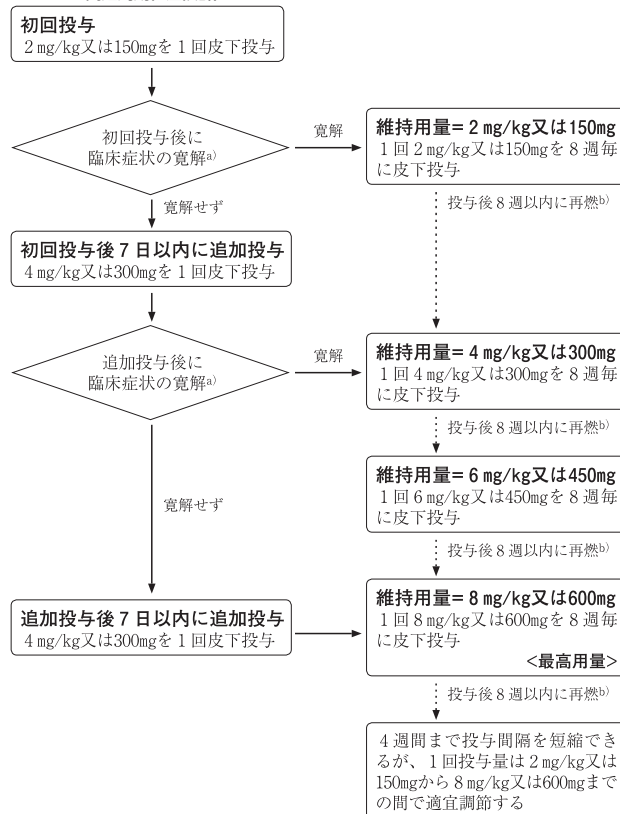 初回投与
2 mg/kg又は150mgを1回皮下投与
初回投与後に
臨床症状の寛解a)
寛解
維持用量= 2 mg/kg又は150mg
1回2 mg/kg又は150mgを8週毎
に皮下投与
寛解せず
投与後8週以内に再燃b)
初回投与後7日以内に追加投与
4 mg/kg又は300mgを1回皮下投与
追加投与後に
臨床症状の寛解a)
寛解
維持用量= 4 mg/kg又は300mg
1回4 mg/kg又は300mgを8週毎
に皮下投与
投与後8週以内に再燃b)
維持用量= 6 mg/kg又は450mg
1回6 mg/kg又は450mgを8週毎
に皮下投与
寛解せず
投与後8週以内に再燃b)
追加投与後7日以内に追加投与
4 mg/kg又は300mgを1回皮下投与
維持用量= 8 mg/kg又は600mg
1回8 mg/kg又は600mgを8週毎
に皮下投与
<最高用量>
投与後8週以内に再燃b)
4週間まで投与間隔を短縮でき
るが、1回投与量は2 mg/kg又は
150mgから8 mg/kg又は600mgまで
の間で適宜調節する